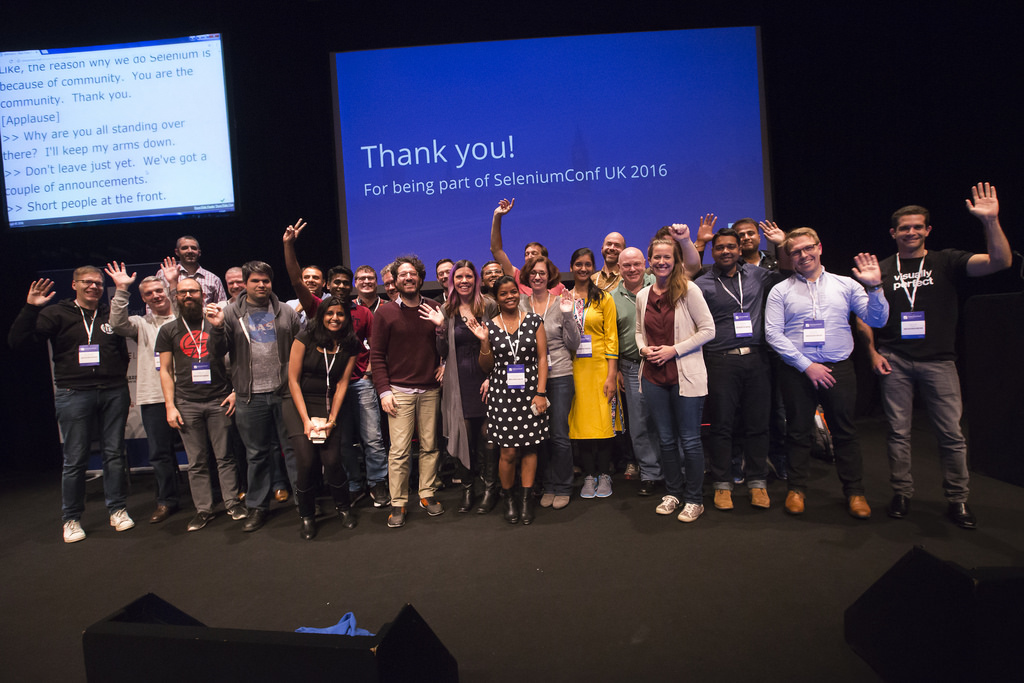 Like, the reason why we do Selenium is
because of community. You are the
community. Thank you.
[Applause]
>> Why are you all standing over
there? I'll keep my arms down.
>> Don't leave just yet. We've got a
couple of announcements.
>> Short people at the front.
Thank you!
For being part of SeleniumConf UK 2016
NASA
visually
perfect